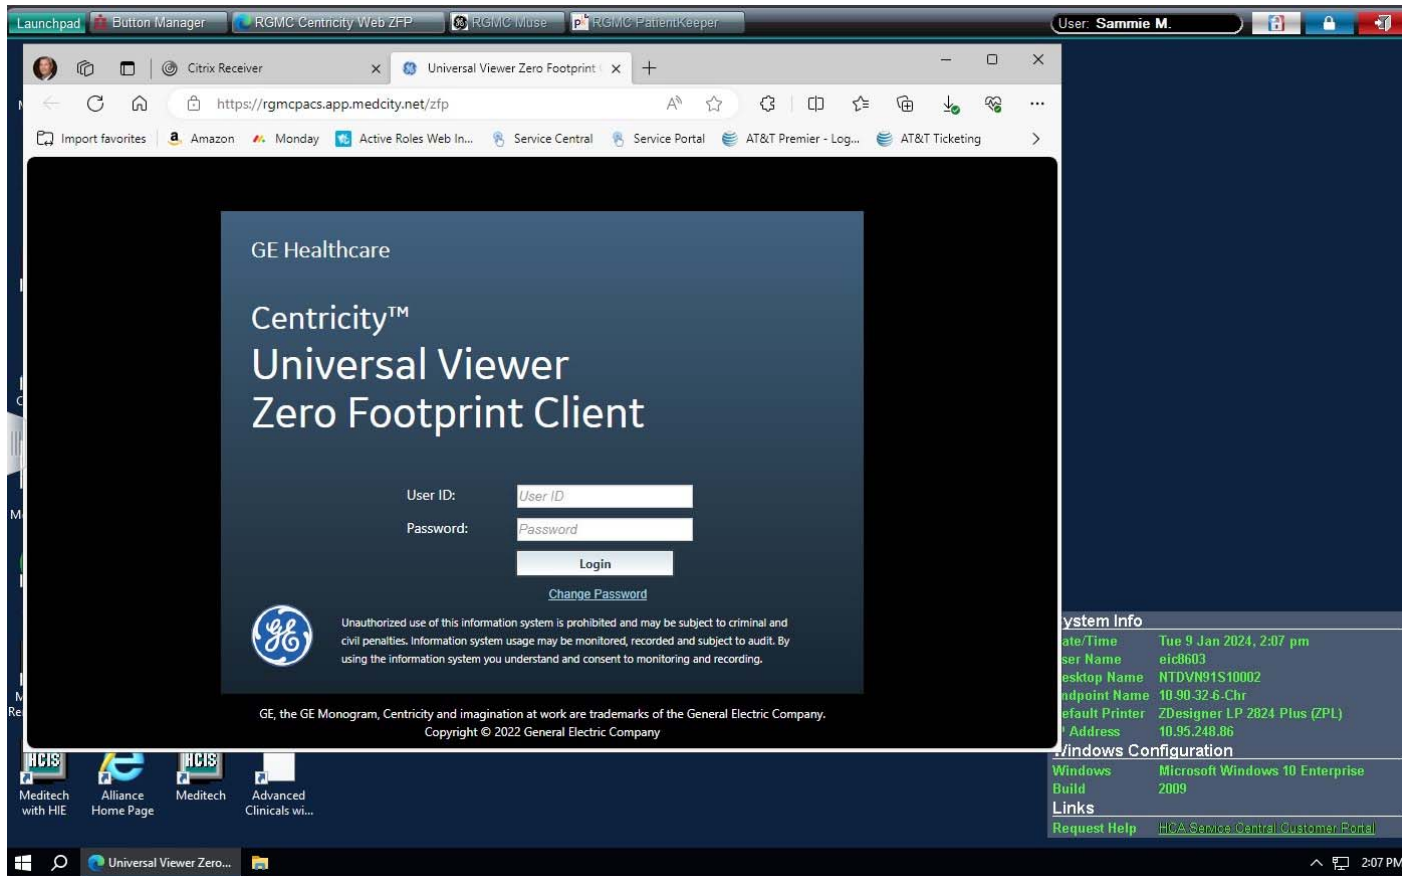 Launchpad Button Manager RGMC Centricity Web ZFP RGMC Muse RGMC PatientKeeper User: Sammie M.
Citrix Receiver Universal Viewer Zero Footprint
https://rgmcpacs.app.medcity.net/zfp
Import favorites Amazon Monday Active Roles Web In... Service Central Service Portal AT&T Premier - Log... AT&T Ticketing
GE Healthcare
Centricity™
Universal Viewer
Zero Footprint Client
User ID: User ID
Password: Password
Login
Change Password
Unauthorized use of this information system is prohibited and may be subject to criminal and
civil penalties. Information system usage may be monitored, recorded and subject to audit. By
using the information system you understand and consent to monitoring and recording.
GE, the GE Monogram, Centricity and imagination at work are trademarks of the General Electric Company.
Copyright © 2022 General Electric Company
ystem Info
ate/Time Tue 9 Jan 2024, 2:07 pm
ser Name eic8603
esktop Name NTDVN91S10002
ndpoint Name 10-90-32-6-Chr
efault Printer ZDesigner LP 2824 Plus (ZPL)
Address 10.95.248.86
Windows Configuration
Windows Microsoft Windows 10 Enterprise
Build 2009
Links
Request Help HCA Service Central Customer Portal
HCIS HCIS
Meditech with HIE
Alliance Home Page
Meditech
Advanced Clinicals wi...
Universal Viewer Zero... 2:07 PM